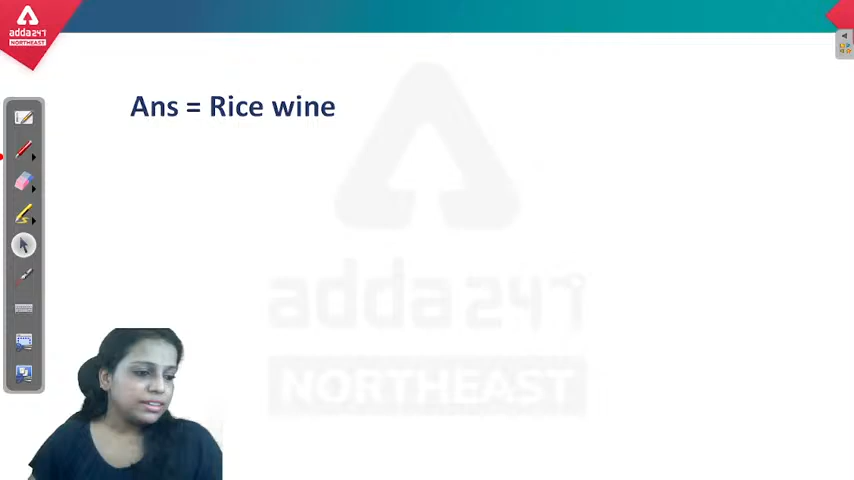 adda247
NORTHEAST
Ans = Rice wine
adda247
NORTHEAST